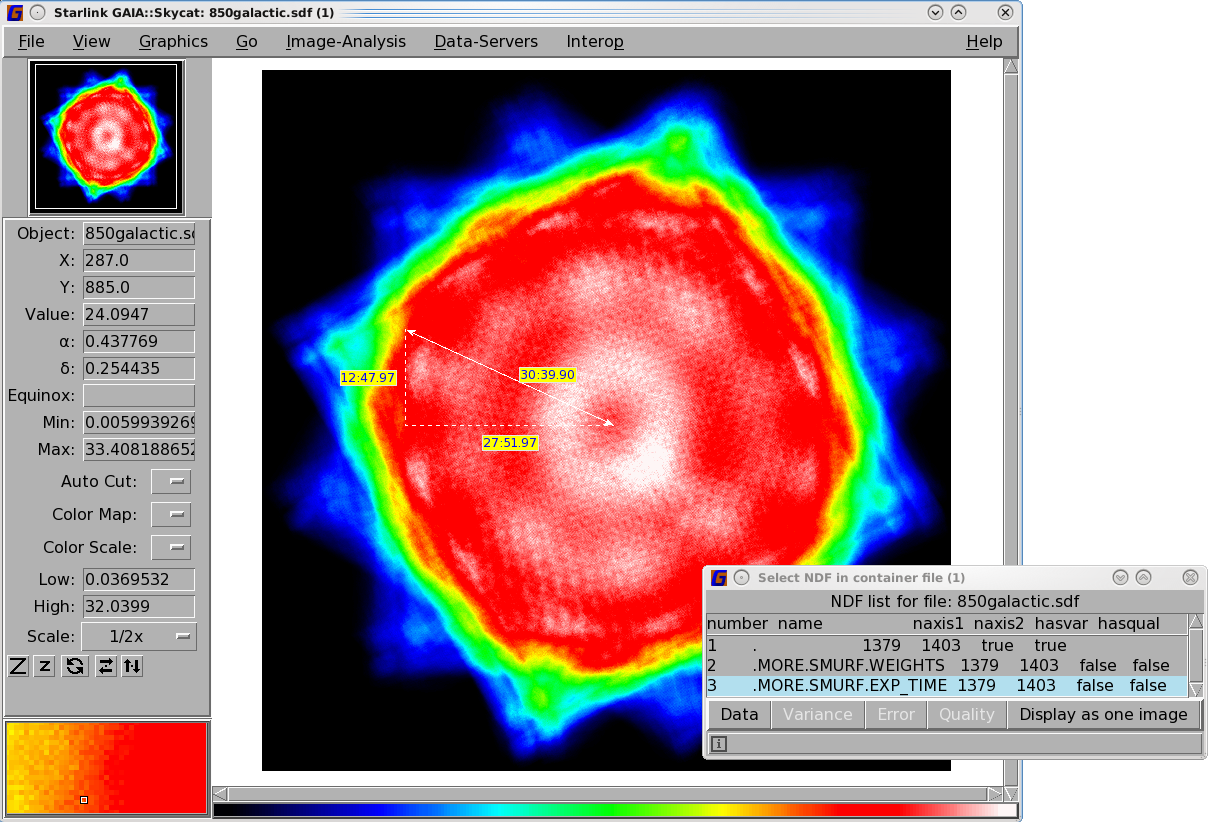 Starlink GAIA::Skycat: 850galactic.sdf (1)
File View Graphics Go Image-Analysis Data-Servers Interop Help
Object: 850galactic.sd
X: 287.0
Y: 885.0
Value: 24.0947
α: 0.437769
δ: 0.254435
Equinox:
Min: 0.0059939269
Max: 33.408188652
Auto Cut:
Color Map:
Color Scale:
Low: 0.0369532
High: 32.0399
Scale: 1/2x
Z z
12:47.97
30:39.90
27:51.97
Select NDF in container file (1)
NDF list for file: 850galactic.sdf
number name naxis1 naxis2 hasvar hasqual
1 . 1379 1403 true true
2 .MORE.SMURF.WEIGHTS 1379 1403 false false
3 .MORE.SMURF.EXP_TIME 1379 1403 false false
Data Variance Error Quality Display as one image